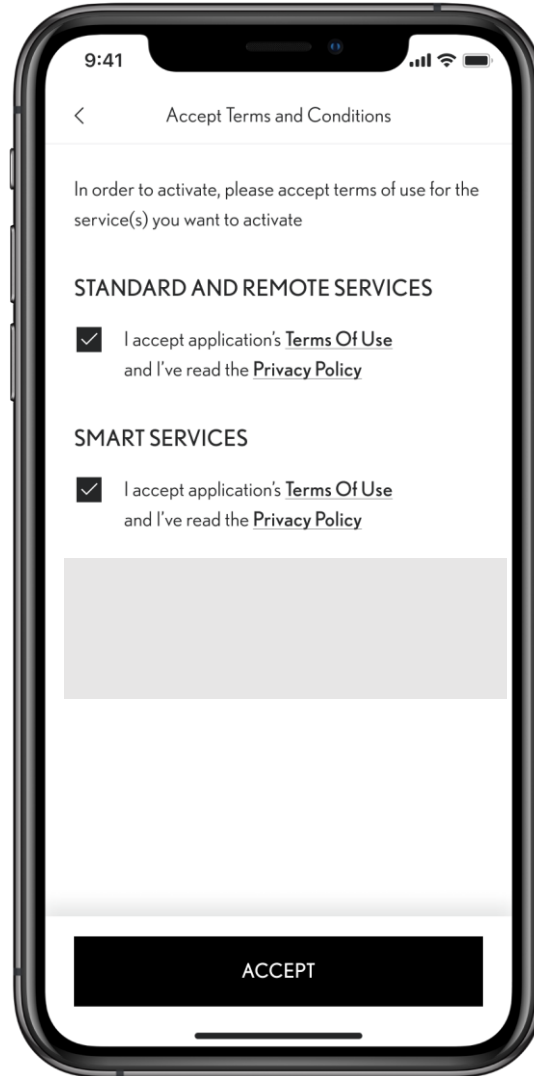 9:41
Accept Terms and Conditions
In order to activate, please accept terms of use for the
service(s) you want to activate
STANDARD AND REMOTE SERVICES
I accept application's Terms Of Use
and I've read the Privacy Policy
SMART SERVICES
I accept application's Terms Of Use
and I've read the Privacy Policy
ACCEPT